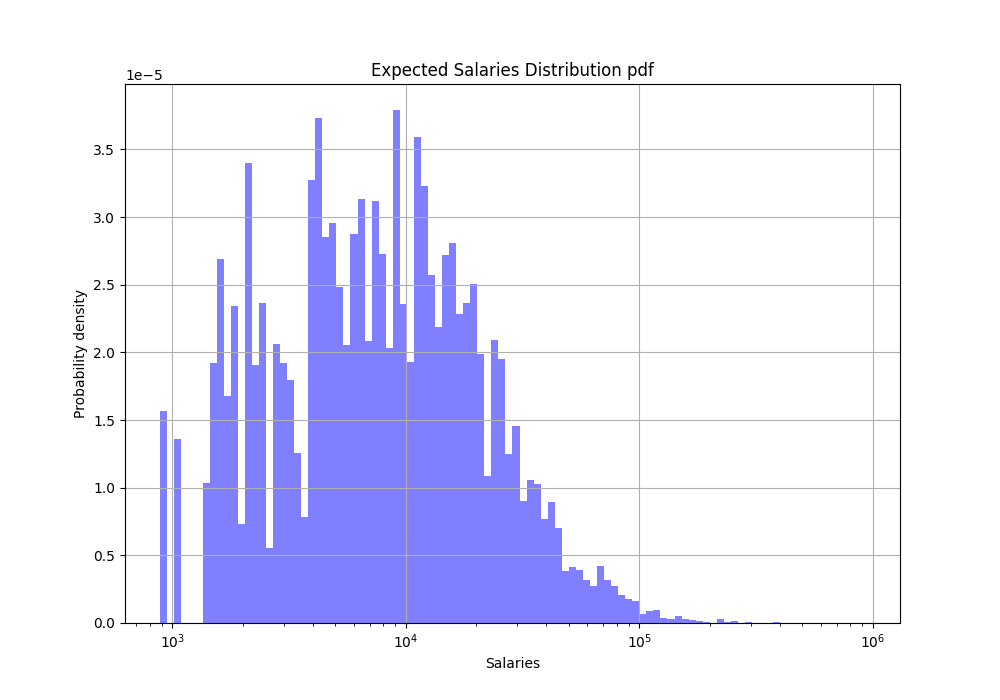 Expected Salaries Distribution pdf
1e−5
3.5
3.0
2.5
2.0
1.5
1.0
0.5
0.0
Probability density
10³ 10⁴ 10⁵ 10⁶
Salaries